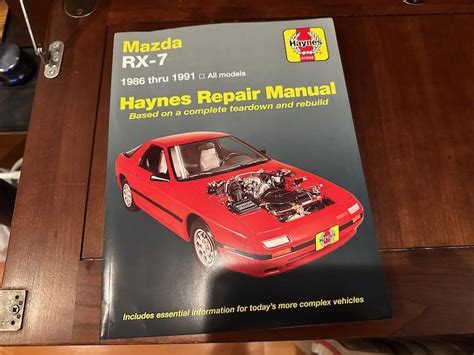 Mazda
RX-7
1986 thru 1991 □ All models
Haynes Repair Manual
Based on a complete teardown and rebuild
Haynes
Haynes
Includes essential information for today's more complex vehicles